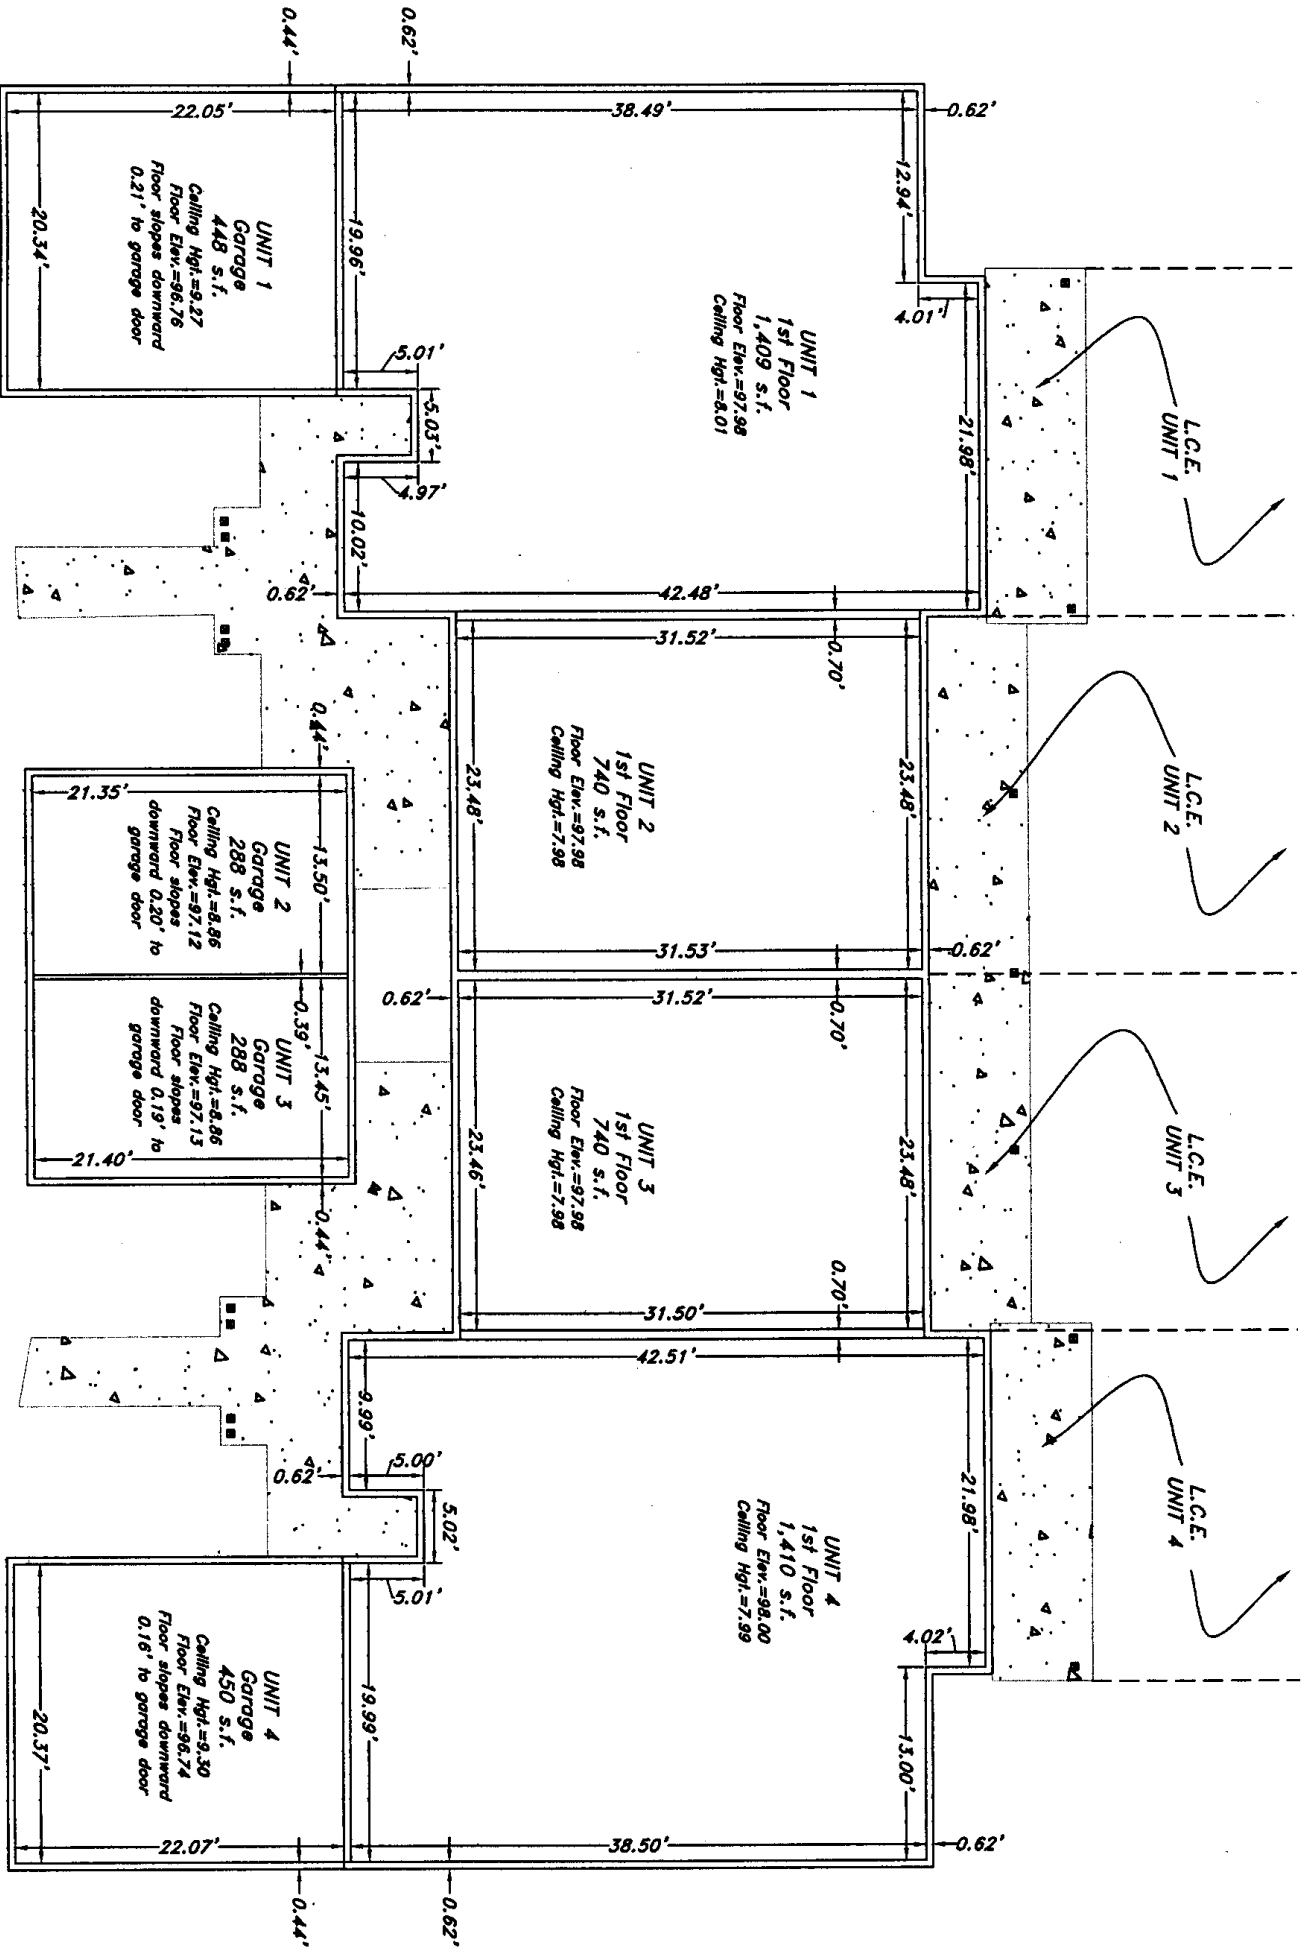 L.C.E.
UNIT 1
L.C.E.
UNIT 2
L.C.E.
UNIT 3
L.C.E.
UNIT 4
0.62'
12.94'
4.01'
21.98'
38.49'
UNIT 1
1st Floor
1,409 s.f.
Floor Elev.=97.98
Ceiling Hgt.=8.01
42.48'
0.62'
19.96'
5.01'
5.03'
4.97'
10.02'
0.62'
0.44'
22.05'
UNIT 1
Garage
448 s.f.
Ceiling Hgt.=9.27
Floor Elev.=96.76
Floor slopes downward
0.21' to garage door
20.34'
23.48'
0.70'
31.52'
UNIT 2
1st Floor
740 s.f.
Floor Elev.=97.98
Ceiling Hgt.=7.98
31.53'
0.62'
23.48'
0.44'
13.50'
21.35'
UNIT 2
Garage
288 s.f.
Ceiling Hgt.=8.86
Floor Elev.=97.12
Floor slopes
downward 0.20' to
garage door
23.48'
0.70'
31.52'
UNIT 3
1st Floor
740 s.f.
Floor Elev.=97.98
Ceiling Hgt.=7.98
0.70'
31.50'
23.46'
0.62'
0.39'
13.45'
UNIT 3
Garage
288 s.f.
Ceiling Hgt.=8.86
Floor Elev.=97.13
Floor slopes
downward 0.19' to
garage door
21.40'
0.44'
21.98'
4.02'
13.00'
0.62'
42.51'
UNIT 4
1st Floor
1,410 s.f.
Floor Elev.=98.00
Ceiling Hgt.=7.99
38.50'
9.99'
5.00'
0.62'
5.02'
5.01'
19.99'
0.62'
UNIT 4
Garage
450 s.f.
Ceiling Hgt.=9.30
Floor Elev.=96.74
Floor slopes downward
0.16' to garage door
22.07'
20.37'
0.44'